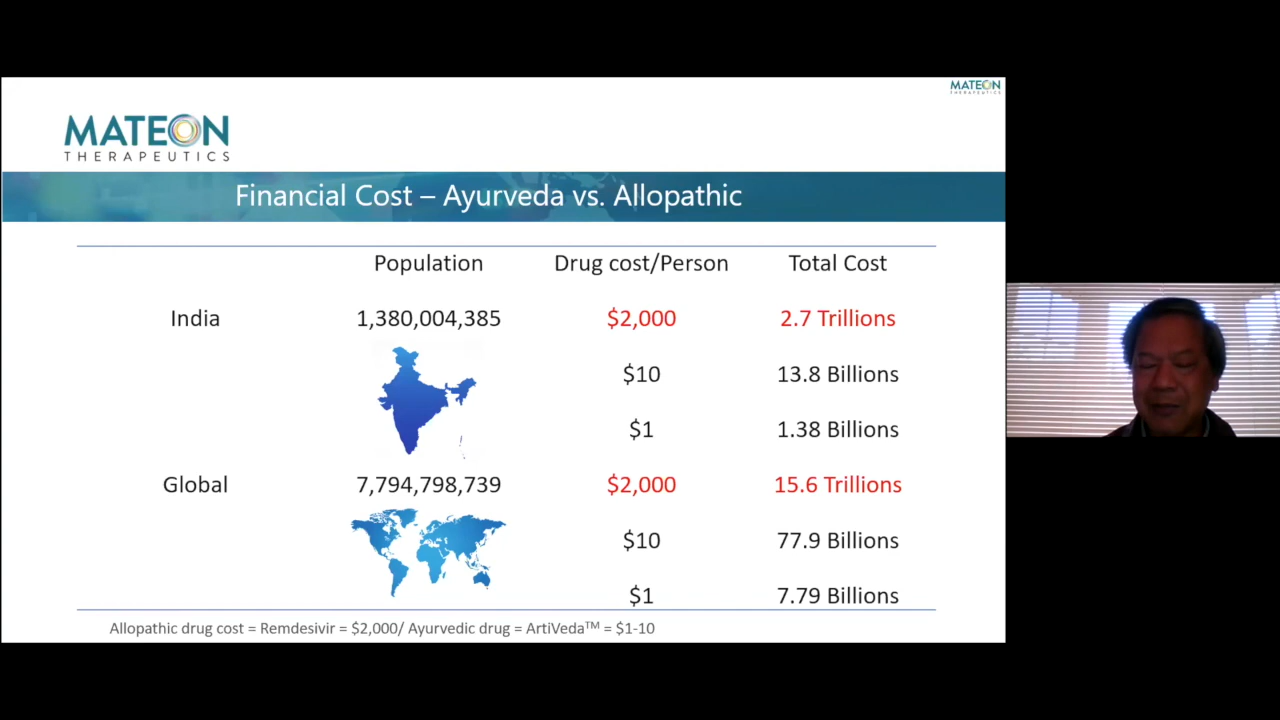 MATEON
THERAPEUTICS
MATEON
THERAPEUTICS
Financial Cost – Ayurveda vs. Allopathic
Population Drug cost/Person Total Cost
India 1,380,004,385 $2,000 2.7 Trillions
$10 13.8 Billions
$1 1.38 Billions
Global 7,794,798,739 $2,000 15.6 Trillions
$10 77.9 Billions
$1 7.79 Billions
Allopathic drug cost = Remdesivir = $2,000/ Ayurvedic drug = ArtiVeda™ = $1-10